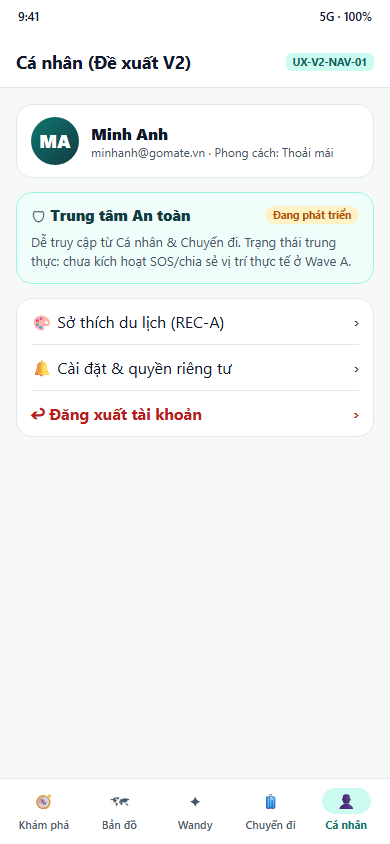 9:41
5G · 100%
Cá nhân (Đề xuất V2)
UX-V2-NAV-01
MA
Minh Anh
minhanh@gomate.vn · Phong cách: Thoải mái
Trung tâm An toàn
Đang phát triển
Dễ truy cập từ Cá nhân & Chuyến đi. Trạng thái trung
thực: chưa kích hoạt SOS/chia sẻ vị trí thực tế ở Wave A.
Sở thích du lịch (REC-A)
Cài đặt & quyền riêng tư
Đăng xuất tài khoản
Khám phá
Bản đồ
Wandy
Chuyến đi
Cá nhân